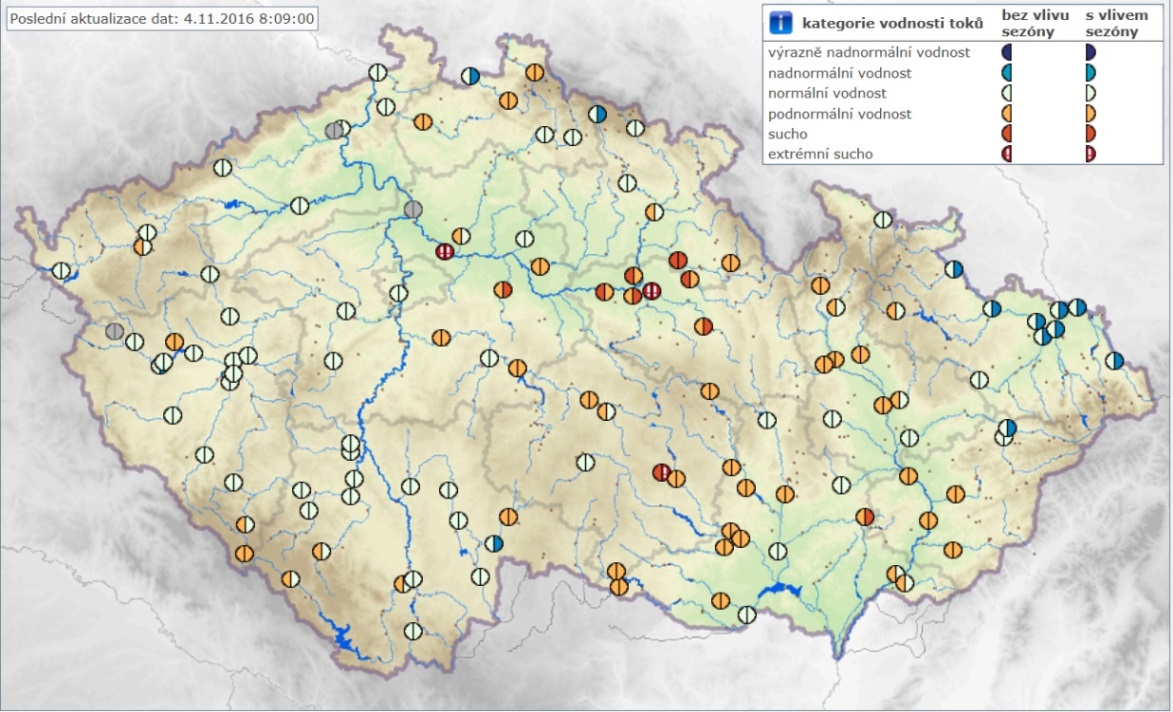 Poslední aktualizace dat: 4.11.2016 8:09:00
i kategorie vodnosti toků bez vlivu sezóny s vlivem sezóny
výrazně nadnormální vodnost
nadnormální vodnost
normální vodnost
podnormální vodnost
sucho
extrémní sucho